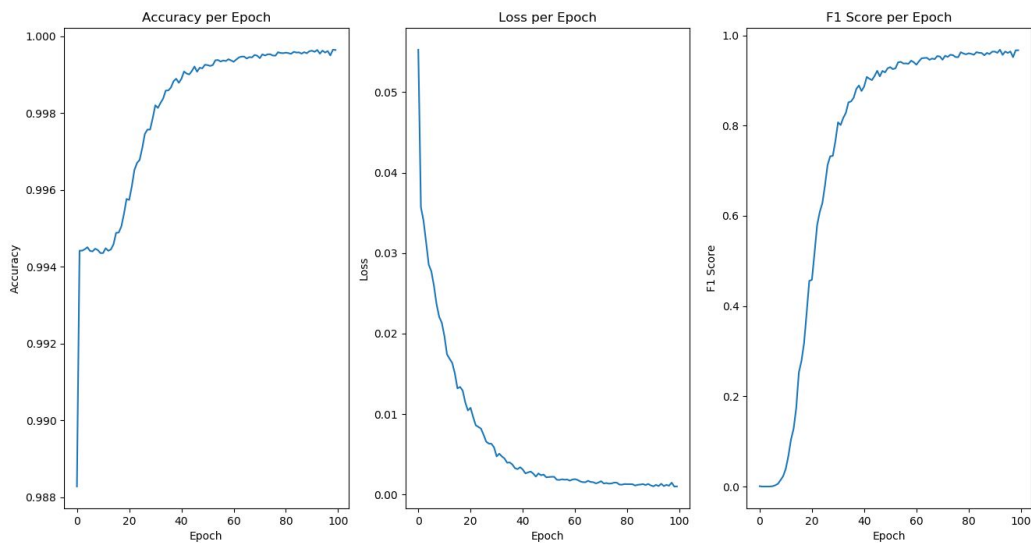 Accuracy per Epoch
1.000
0.998
0.996
0.994
0.992
0.990
0.988
Accuracy
0 20 40 60 80 100
Epoch
Loss per Epoch
0.05
0.04
0.03
0.02
0.01
0.00
Loss
0 20 40 60 80 100
Epoch
F1 Score per Epoch
1.0
0.8
0.6
0.4
0.2
0.0
F1 Score
0 20 40 60 80 100
Epoch